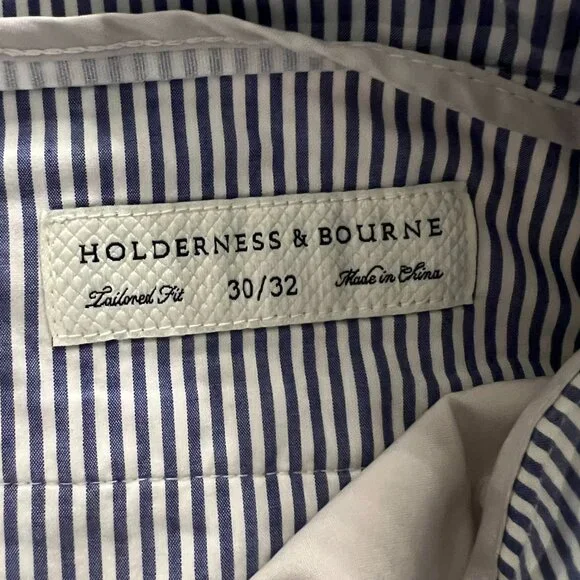 HOLDERNESS & BOURNE
Tailored Fit 30/32 Made in China